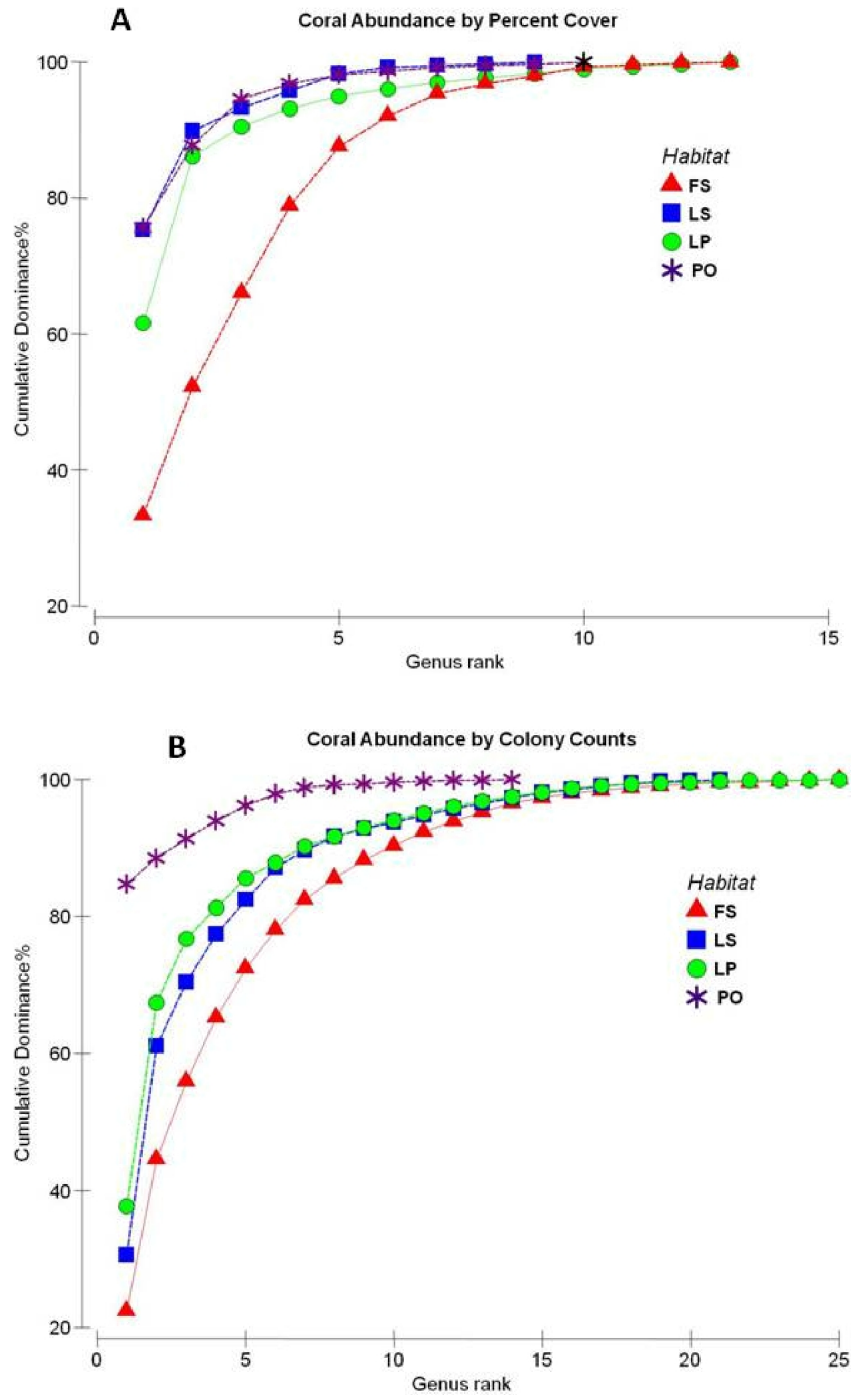 A
Coral Abundance by Percent Cover
100
80
60
40
20
Cumulative Dominance%
Habitat
FS
LS
LP
PO
0 5 10 15
Genus rank
B
Coral Abundance by Colony Counts
100
80
60
40
20
Cumulative Dominance%
Habitat
FS
LS
LP
PO
0 5 10 15 20 25
Genus rank